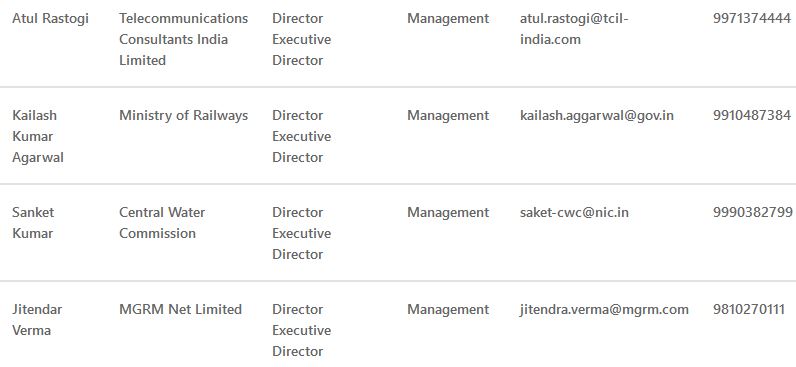 Atul Rastogi Telecommunications Director Management atul.rastogi@tcil- 9971374444
Consultants India Executive india.com
Limited Director
Kailash Ministry of Railways Director Management kailash.aggarwal@gov.in 9910487384
Kumar Executive
Agarwal Director
Sanket Central Water Director Management saket-cwc@nic.in 9990382799
Kumar Commission Executive
Director
Jitendar MGRM Net Limited Director Management jitendra.verma@mgrm.com 9810270111
Verma Executive
Director